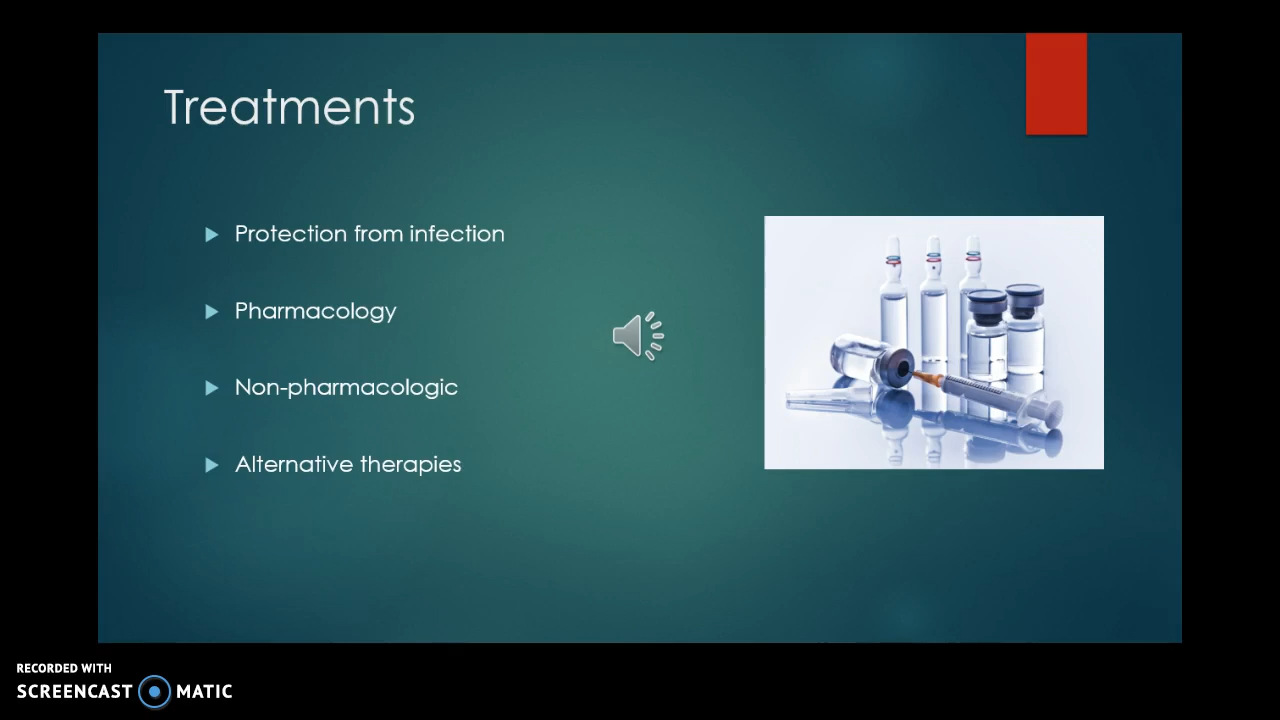 Treatments
Protection from infection
Pharmacology
Non-pharmacologic
Alternative therapies
RECORDED WITH
SCREENCAST MATIC